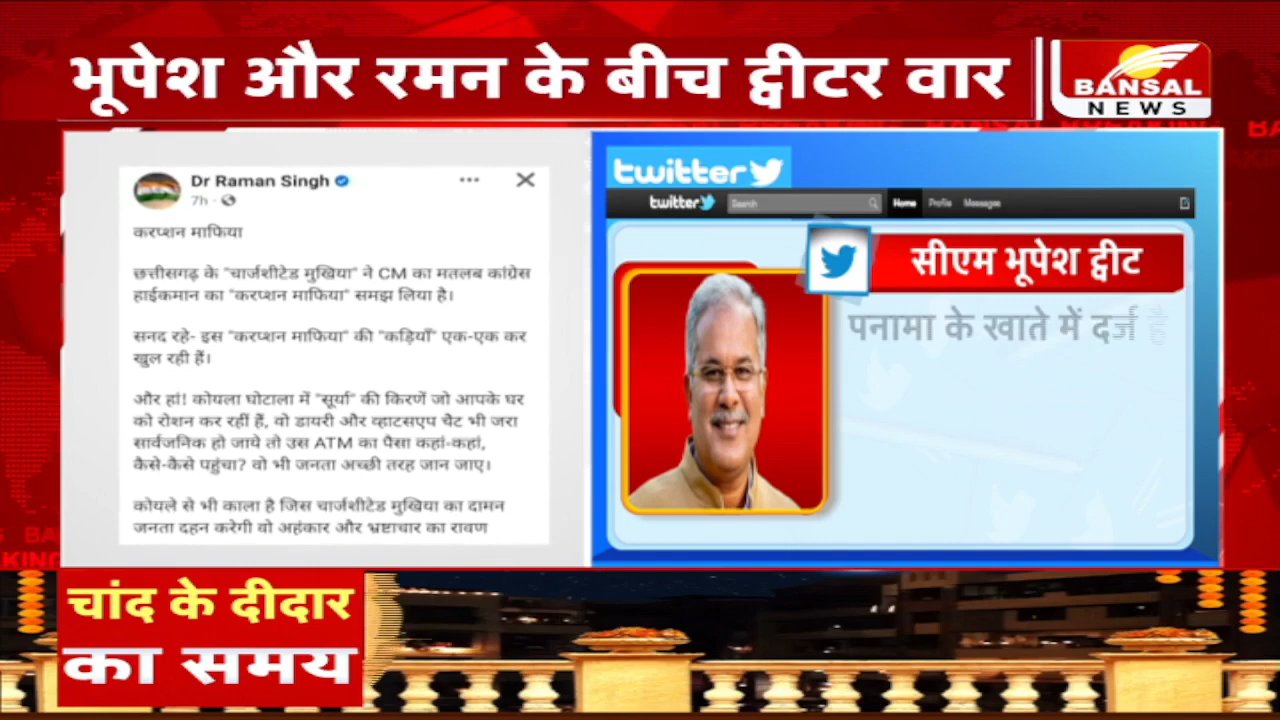 भूपेश और रमन के बीच ट्वीटर वार
BANSAL
NEWS
Dr Raman Singh
7h
करप्शन माफिया
छत्तीसगढ़ के "चार्जशीटेड मुखिया" ने CM का मतलब कांग्रेस
हाईकमान का "करप्शन माफिया" समझ लिया है।
सनद रहे- इस "करप्शन माफिया" की "कड़ियाँ" एक-एक कर
खुल रही हैं।
और हां! कोयला घोटाला में "सूर्या" की किरणें जो आपके घर
को रोशन कर रहीं हैं, वो डायरी और व्हाटसएप चैट भी जरा
सार्वजनिक हो जाये तो उस ATM का पैसा कहां-कहां,
कैसे-कैसे पहुंचा? वो भी जनता अच्छी तरह जान जाए।
कोयले से भी काला है जिस चार्जशीटेड मुखिया का दामन
जनता दहन करेगी वो अहंकार और भ्रष्टाचार का रावण
twitter
twitter Search Home Profile Messages
सीएम भूपेश ट्वीट
पनामा के खाते में दर्ज
चांद के दीदार
का समय